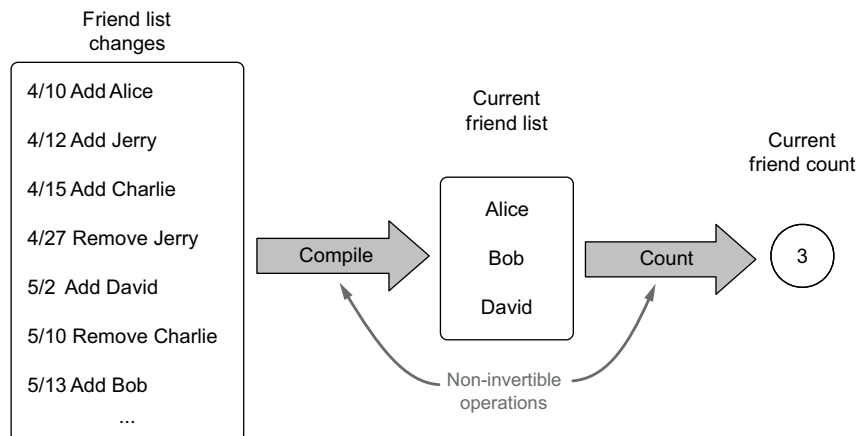 Friend list
changes
4/10 Add Alice
4/12 Add Jerry
4/15 Add Charlie
4/27 Remove Jerry
5/2 Add David
5/10 Remove Charlie
5/13 Add Bob
...
Compile
Current
friend list
Alice
Bob
David
Count
Current
friend count
3
Non-invertible
operations